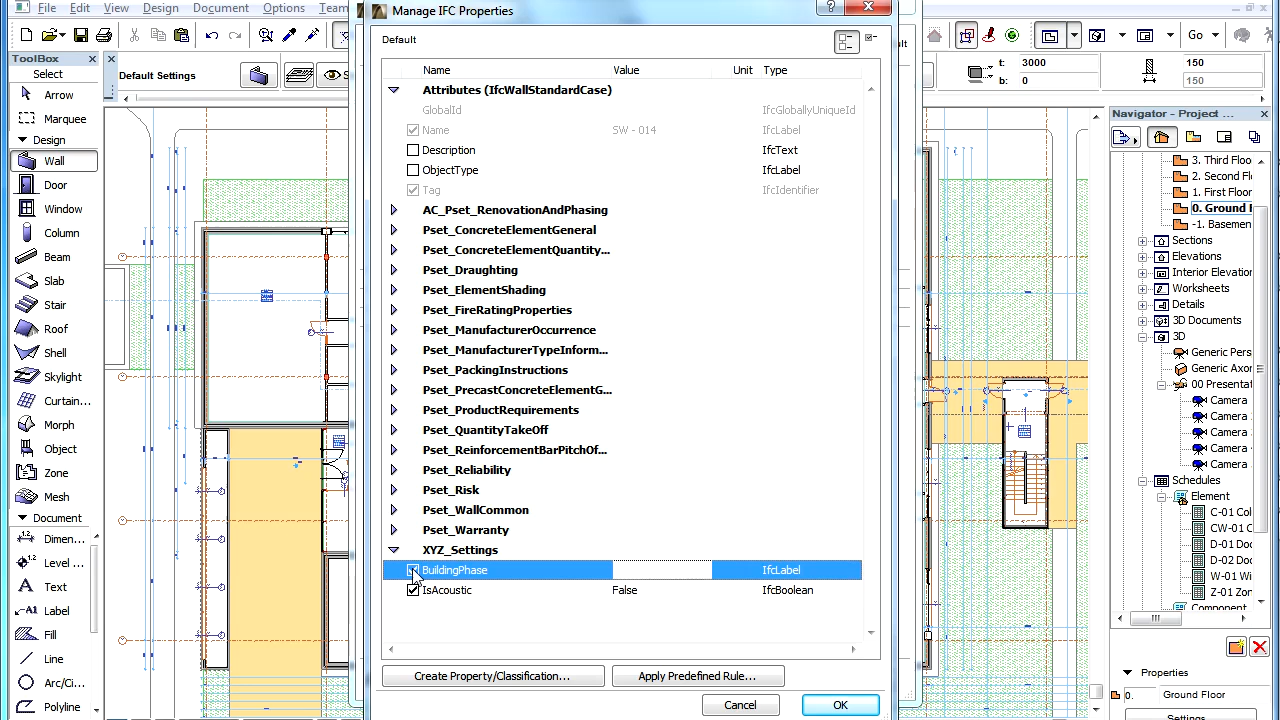 File Edit View Design Document Options Team
Manage IFC Properties
ToolBox
Select
Arrow
Marquee
Design
Wall
Door
Window
Column
Beam
Slab
Stair
Roof
Shell
Skylight
Curtain...
Morph
Object
Zone
Mesh
Document
Dimen...
Level ...
Text
A1 Label
Fill
Line
Arc/Ci...
Polyline
Default Settings
Default
Name Value Unit Type
Attributes (IfcWallStandardCase)
GlobalId IfcGloballyUniqueId
Name SW - 014 IfcLabel
Description IfcText
ObjectType IfcLabel
Tag IfcIdentifier
AC_Pset_RenovationAndPhasing
Pset_ConcreteElementGeneral
Pset_ConcreteElementQuantity...
Pset_Draughting
Pset_ElementShading
Pset_FireRatingProperties
Pset_ManufacturerOccurrence
Pset_ManufacturerTypeInform...
Pset_PackingInstructions
Pset_PrecastConcreteElementG...
Pset_ProductRequirements
Pset_QuantityTakeOff
Pset_ReinforcementBarPitchOf...
Pset_Reliability
Pset_Risk
Pset_WallCommon
Pset_Warranty
XYZ_Settings
BuildingPhase IfcLabel
IsAcoustic False IfcBoolean
Create Property/Classification... Apply Predefined Rule...
Cancel OK
Go
t: 3000
b: 0
150
150
Navigator - Project ...
3. Third Floo
2. Second Fl
1. First Floor
0. Ground F
-1. Basemen
Sections
Elevations
Interior Elevation
Worksheets
Details
3D Documents
3D
Generic Pers
Generic Axon
00 Presentat
Camera
Camera
Camera
Camera
Camera
Schedules
Element
C-01 Col
CW-01 C
D-01 Doo
D-02 Doo
W-01 Wi
Z-01 Zon
Component
Properties
0. Ground Floor
Settings